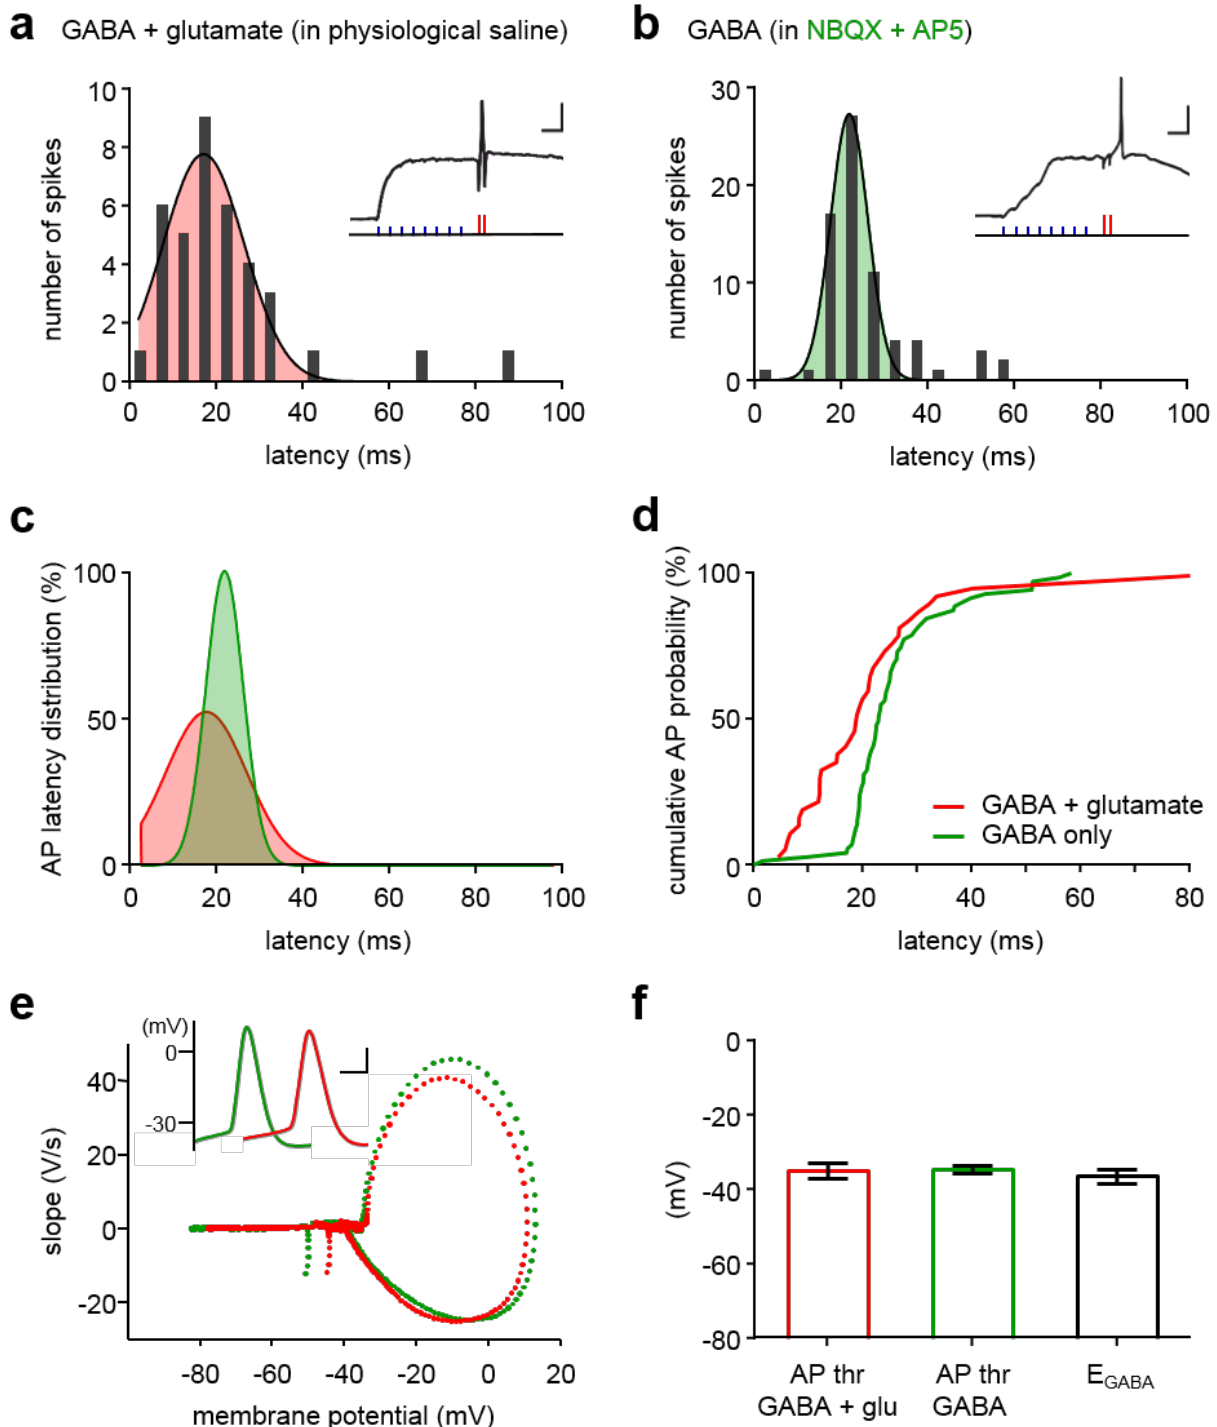 a GABA + glutamate (in physiological saline)
number of spikes
10
8
6
4
2
0
0 20 40 60 80 100
latency (ms)
b GABA (in NBQX + AP5)
number of spikes
30
20
10
0
0 20 40 60 80 100
latency (ms)
c
AP latency distribution (%)
100
50
0
0 20 40 60 80 100
latency (ms)
d
cumulative AP probability (%)
100
50
0
GABA + glutamate
GABA only
0 20 40 60 80
latency (ms)
e
(mV)
0
-30
slope (V/s)
40
20
0
-20
-80 -60 -40 -20 0 20
membrane potential (mV)
f
(mV)
0
-20
-40
-60
-80
AP thr
GABA + glu
AP thr
GABA
EGABA